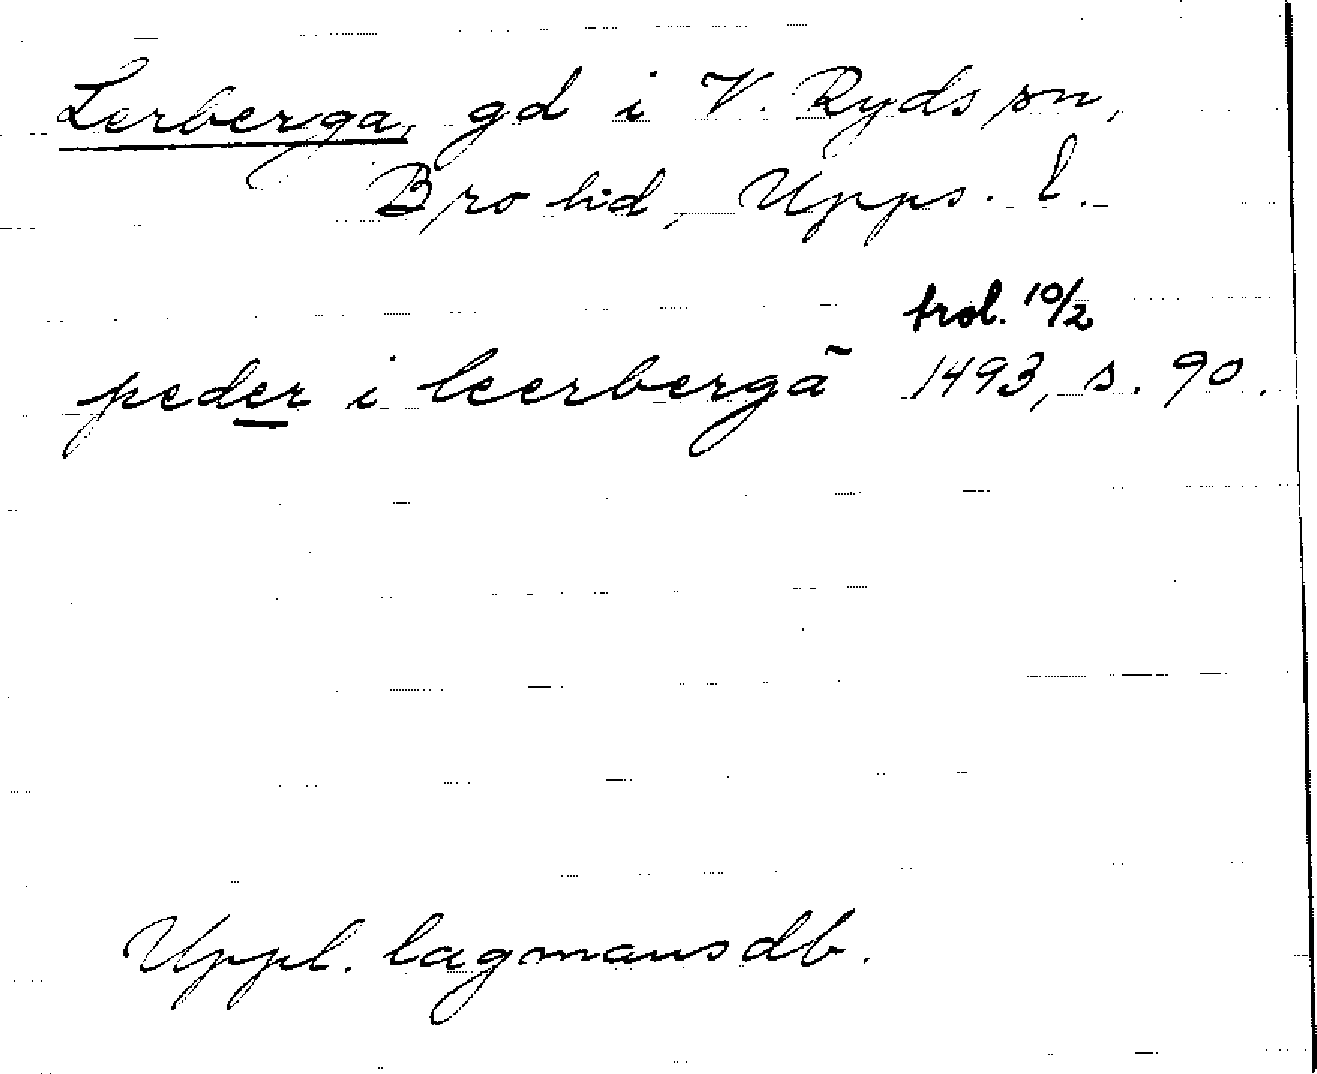 Lerberga, gd i V. Ryds sn,
Bro hd, Upps. l.
trol. 10/2
peder i leerbergã 1493, s. 90.
Uppl. lagmansdb.